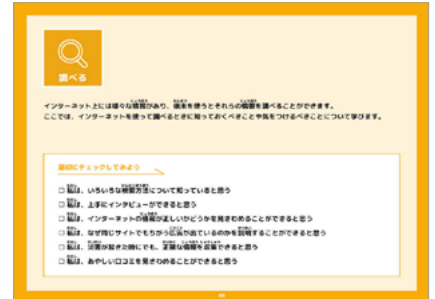 調べる
インターネット上には様々な情報があり、端末を使うとそれらの情報を調べることができます。
ここでは、インターネットを使って調べるときに知っておくべきことや気をつけるべきことについて学びます。
最初にチェックしてみよう
□ 私は、いろいろな検索方法について知っていると思う
□ 私は、上手にインタビューができると思う
□ 私は、インターネットの情報が正しいかどうかを見きわめることができると思う
□ 私は、なぜ同じサイトでもちがう広告が出ているのかを説明することができると思う
□ 私は、災害が起きた時にでも、正確な情報を収集できると思う
□ 私は、あやしい口コミを見きわめることができると思う